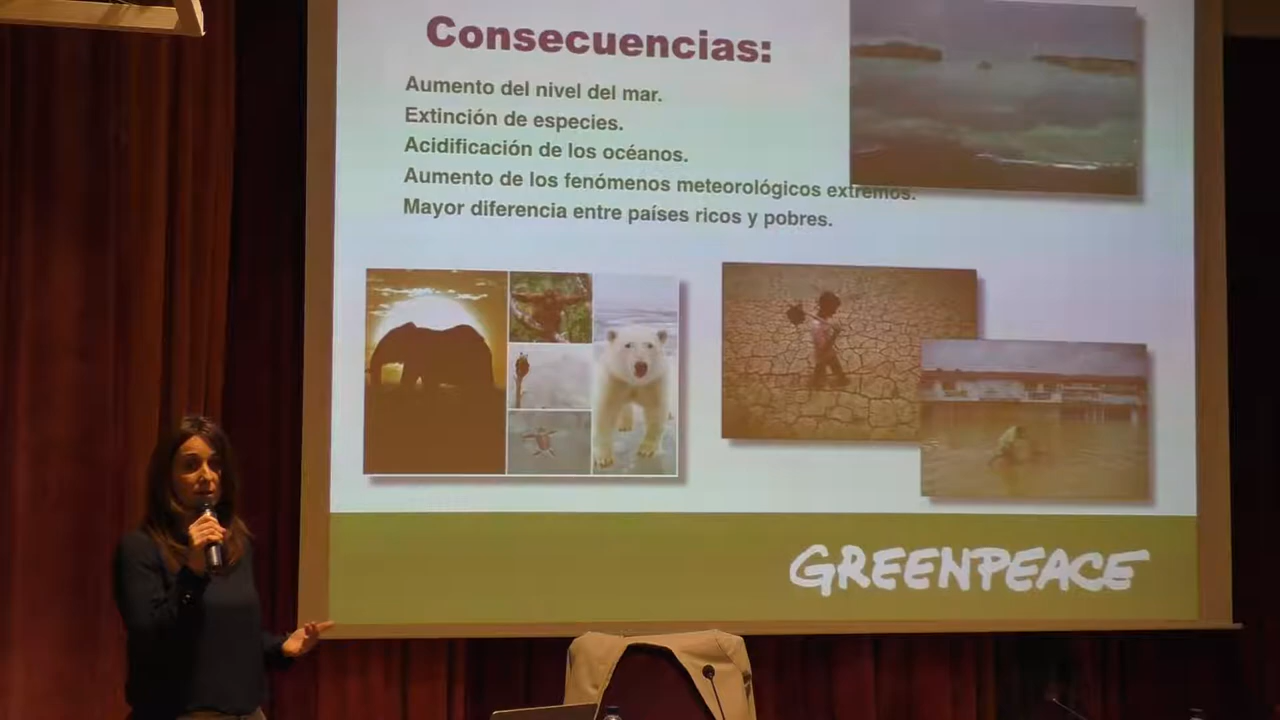 Consecuencias:
Aumento del nivel del mar.
Extinción de especies.
Acidificación de los océanos.
Aumento de los fenómenos meteorológicos extremos.
Mayor diferencia entre países ricos y pobres.
GREENPEACE